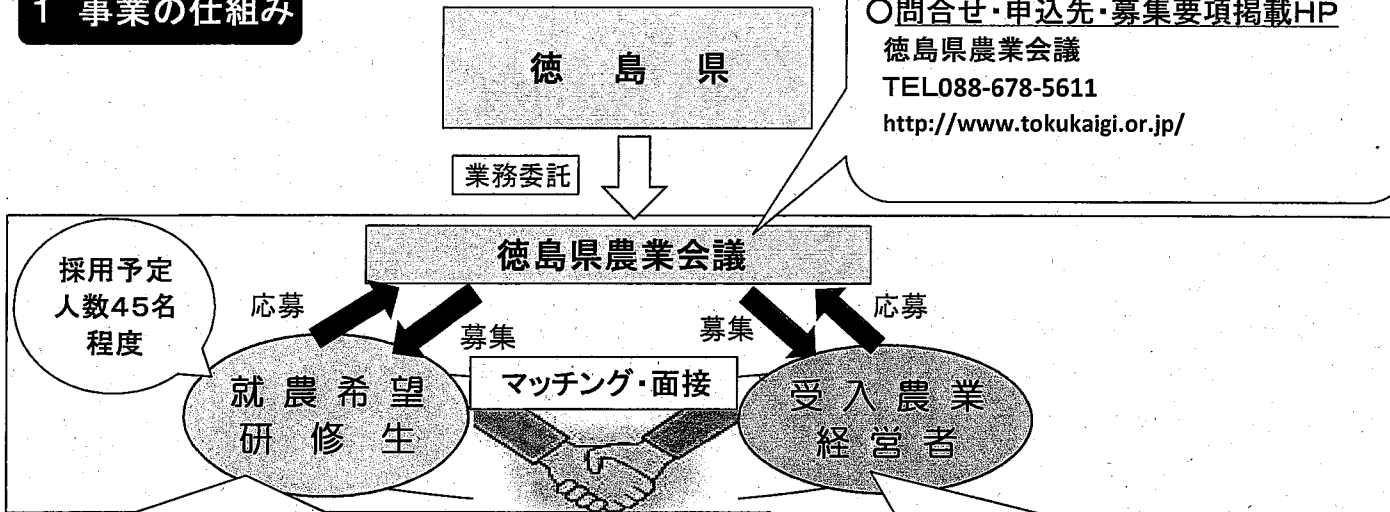 1 事業の仕組み
徳島県
○問合せ・申込先・募集要項掲載HP
徳島県農業会議
TEL088-678-5611
http://www.tokukaigi.or.jp/
業務委託
徳島県農業会議
採用予定
人数45名
程度
応募
募集
募集
応募
マッチング・面接
就農希望
研修生
受入農業
経営者